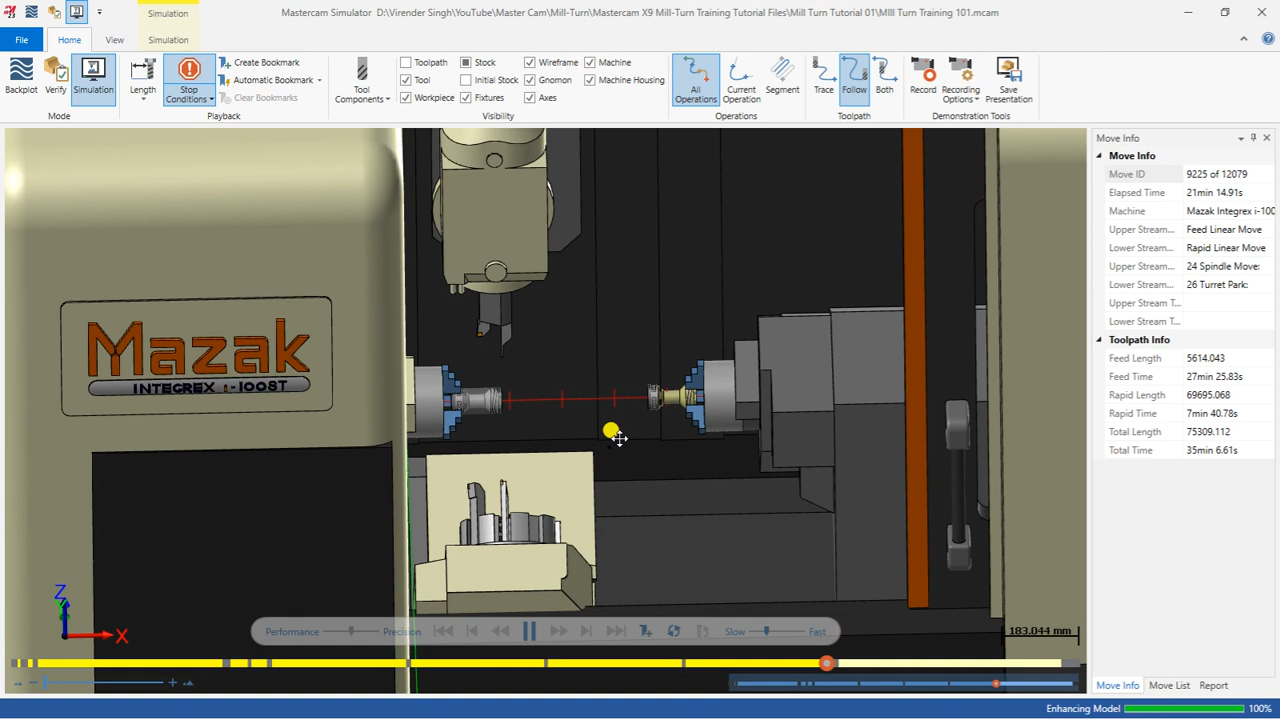 Simulation
Mastercam Simulator D:\Virender Singh\YouTube\Master Cam\Mill-Turn\Mastercam X9 Mill-Turn Training Tutorial Files\Mill Turn Tutorial 01\MIll Turn Training 101.mcam
File Home View Simulation
Backplot Verify Simulation
Mode
Length
Stop Conditions
Create Bookmark
Automatic Bookmark
Clear Bookmarks
Playback
Tool Components
Toolpath Stock Wireframe Machine
Tool Initial Stock Gnomon Machine Housing
Workpiece Fixtures Axes
Visibility
All Operations
Current Operation
Segment
Operations
Trace Follow Both
Toolpath
Record
Recording Options
Save Presentation
Demonstration Tools
Mazak
INTEGREX i-100ST
Z
Y
X
183.044 mm
Performance Precision Slow Fast
Move Info
Move Info
Move ID 9225 of 12079
Elapsed Time 21min 14.91s
Machine Mazak Integrex i-100
Upper Stream... Feed Linear Move
Lower Stream... Rapid Linear Move
Upper Stream... 24 Spindle Move:
Lower Stream... 26 Turret Park:
Upper Stream T...
Lower Stream T...
Toolpath Info
Feed Length 5614.043
Feed Time 27min 25.83s
Rapid Length 69695.068
Rapid Time 7min 40.78s
Total Length 75309.112
Total Time 35min 6.61s
Move Info Move List Report
Enhancing Model 100%